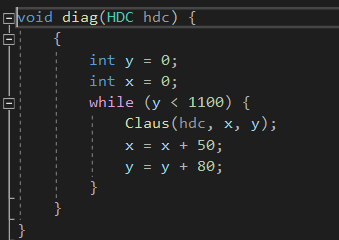 void diag(HDC hdc) {
    {
        int y = 0;
        int x = 0;
        while (y < 1100) {
            Claus(hdc, x, y);
            x = x + 50;
            y = y + 80;
        }
    }
}